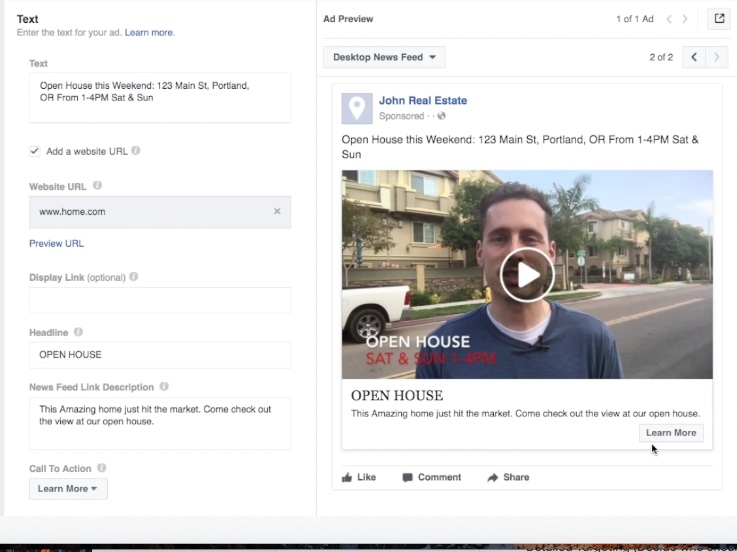 Text
Enter the text for your ad. Learn more.
Text
Open House this Weekend: 123 Main St, Portland,
OR From 1-4PM Sat & Sun
Add a website URL
Website URL
www.home.com
Preview URL
Display Link (optional)
Headline
OPEN HOUSE
News Feed Link Description
This Amazing home just hit the market. Come check out
the view at our open house.
Call To Action
Learn More
Ad Preview
1 of 1 Ad
Desktop News Feed
2 of 2
John Real Estate
Sponsored
Open House this Weekend: 123 Main St, Portland, OR From 1-4PM Sat &
Sun
OPEN HOUSE
SAT & SUN 1-4PM
OPEN HOUSE
This Amazing home just hit the market. Come check out the view at our open house.
Learn More
Like
Comment
Share